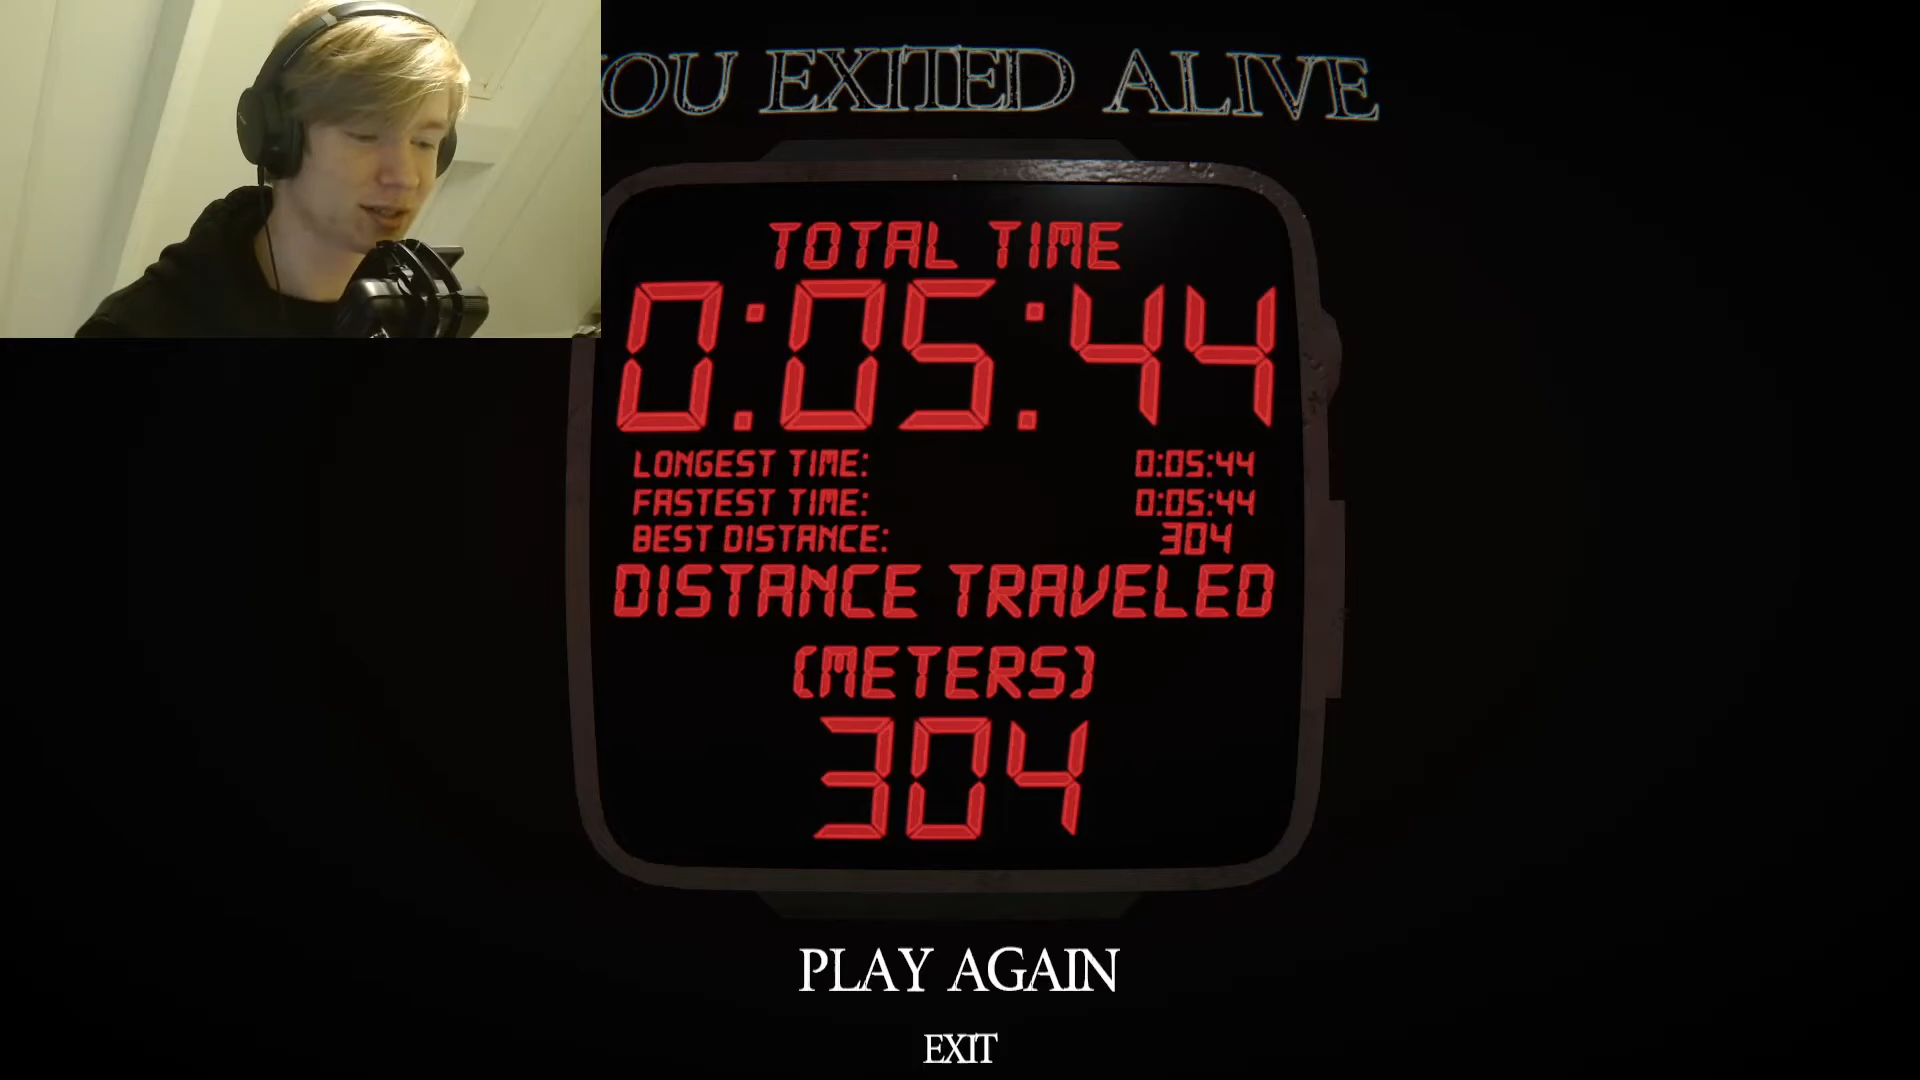 OU EXITED ALIVE
TOTAL TIME
0:05:44
LONGEST TIME: 0:05:44
FASTEST TIME: 0:05:44
BEST DISTANCE: 304
DISTANCE TRAVELED
(METERS)
304
PLAY AGAIN
EXIT